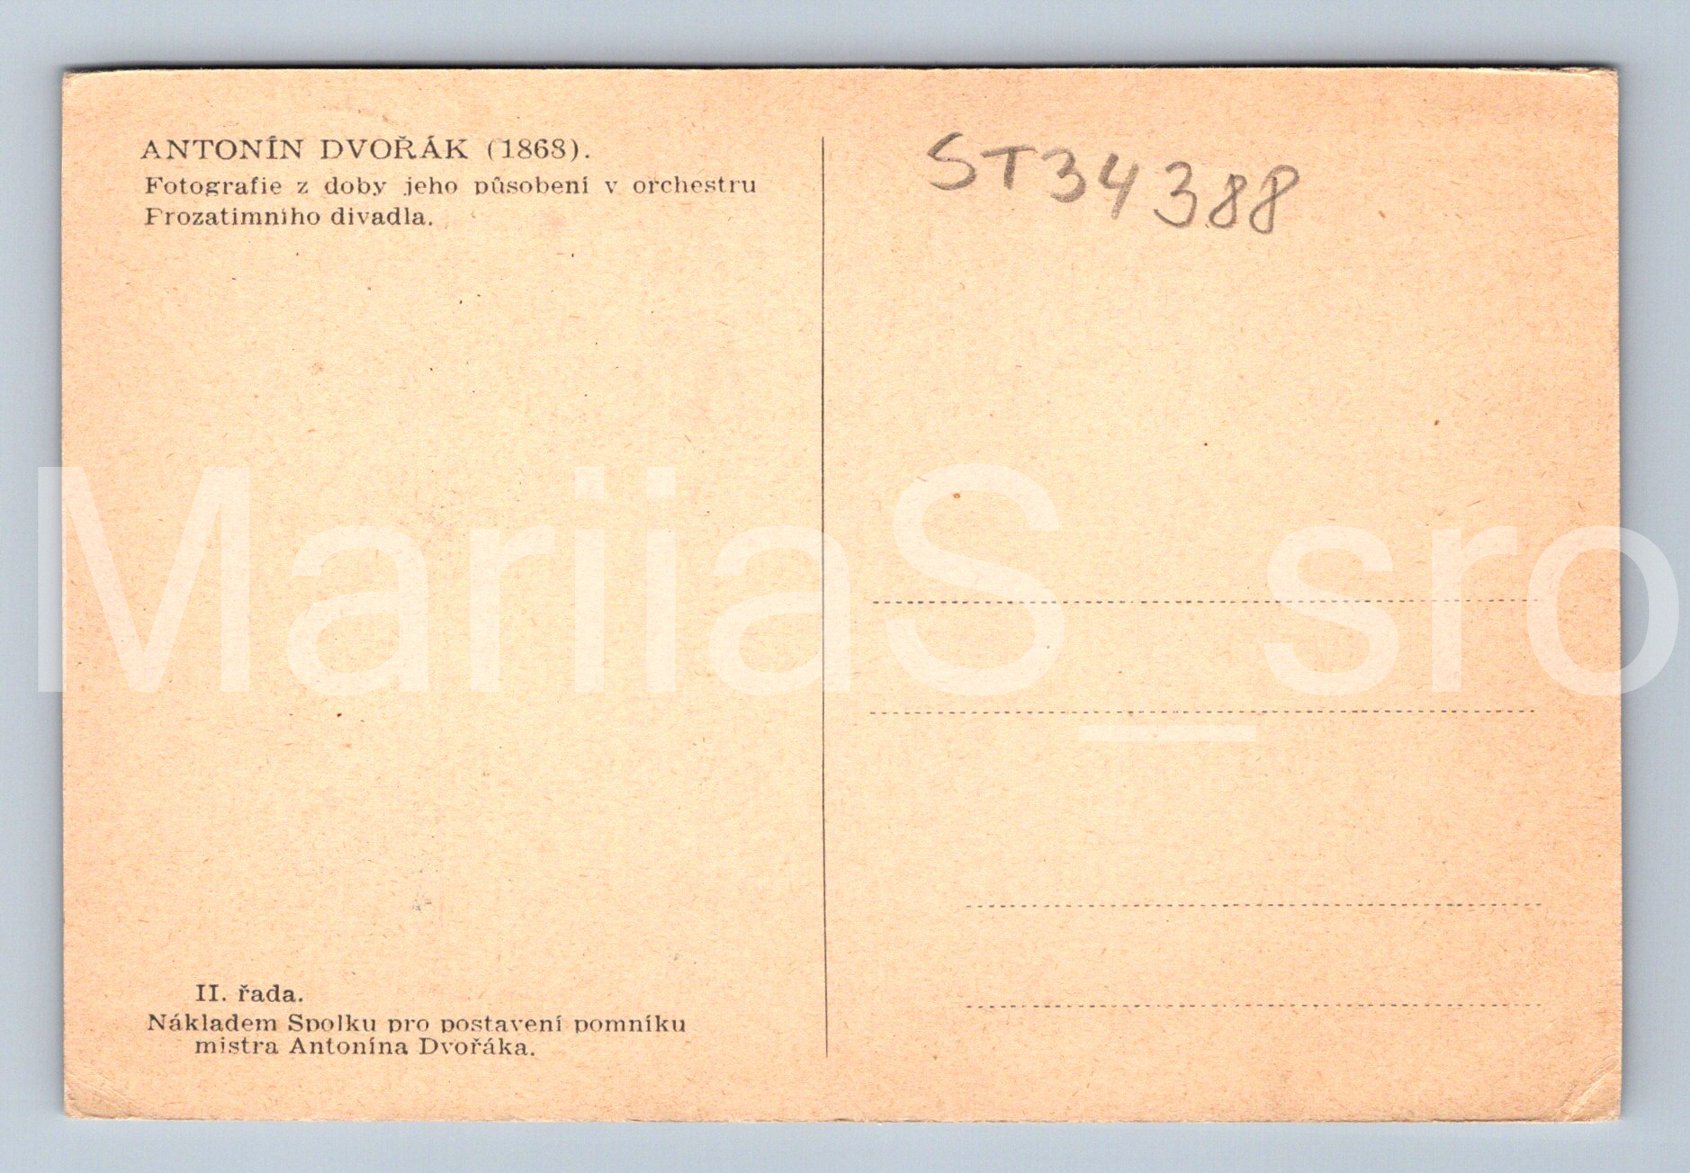 ANTONÍN DVOŘÁK (1868).
Fotografie z doby jeho působení v orchestru
Prozatimního divadla.
ST34388
MariiaS_sro
II. řada.
Nákladem Spolku pro postavení pomníku
mistra Antonína Dvořáka.